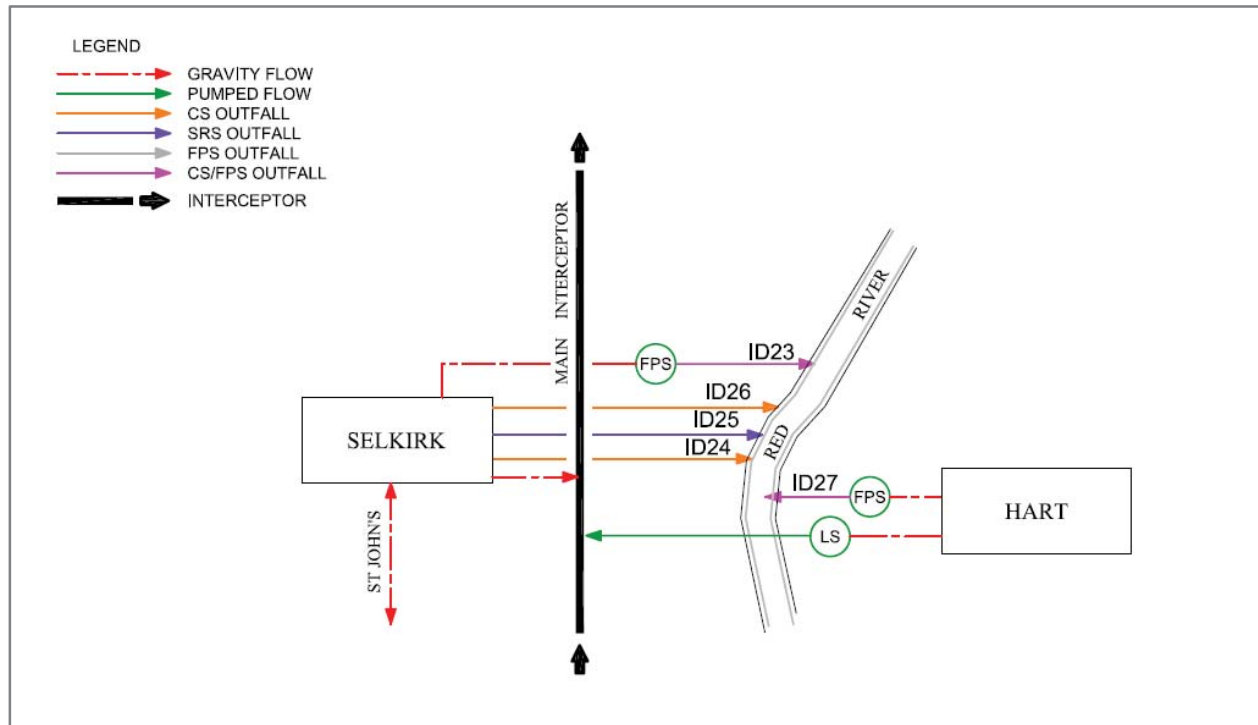 LEGEND
GRAVITY FLOW
PUMPED FLOW
CS OUTFALL
SRS OUTFALL
FPS OUTFALL
CS/FPS OUTFALL
INTERCEPTOR
MAIN INTERCEPTOR
RED RIVER
FPS
ID23
ID26
ID25
ID24
SELKIRK
ID27
FPS
HART
LS
ST JOHN'S